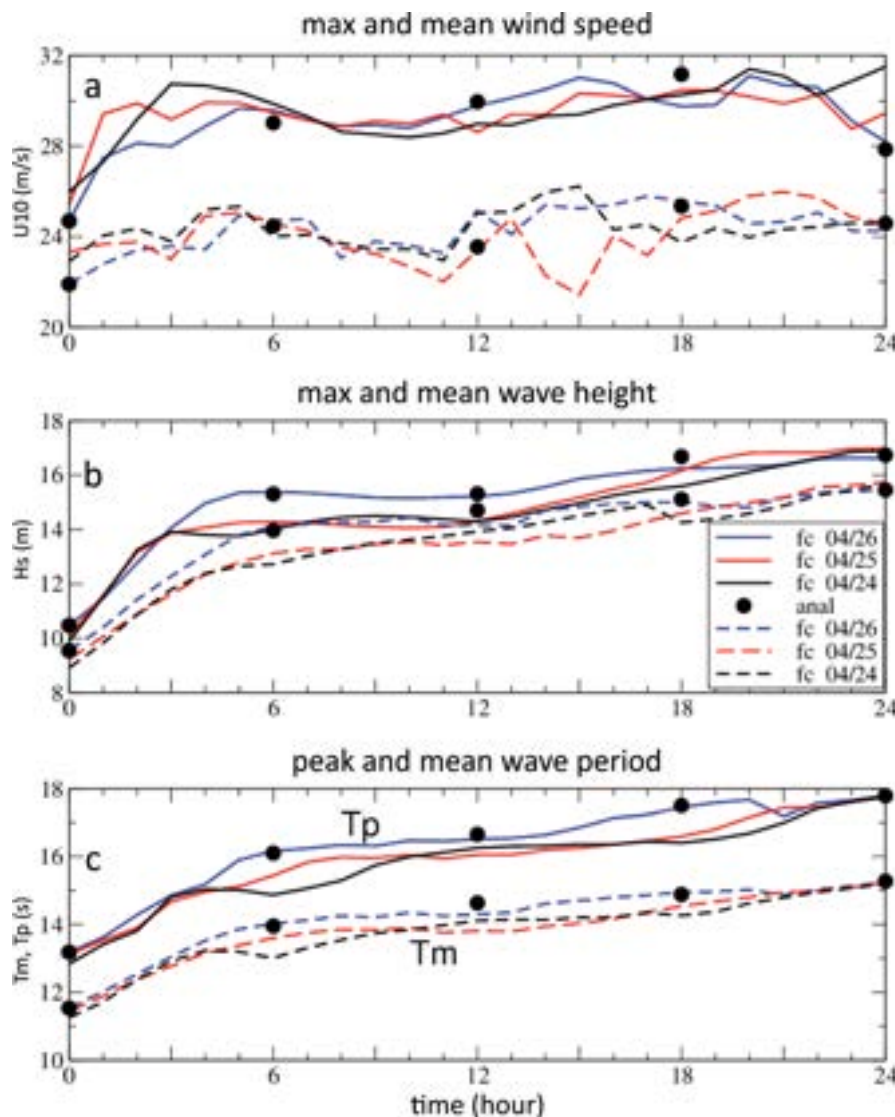 max and mean wind speed
32
a
28
U10 (m/s)
24
20
0 6 12 18 24
max and mean wave height
18
b
16
14
Hs (m)
12
10
8
fc 04/26
fc 04/25
fc 04/24
anal
fc 04/26
fc 04/25
fc 04/24
0 6 12 18 24
peak and mean wave period
18
Tp
16
c
14
Tm, Tp (s)
Tm
12
10
0 6 12 18 24
time (hour)